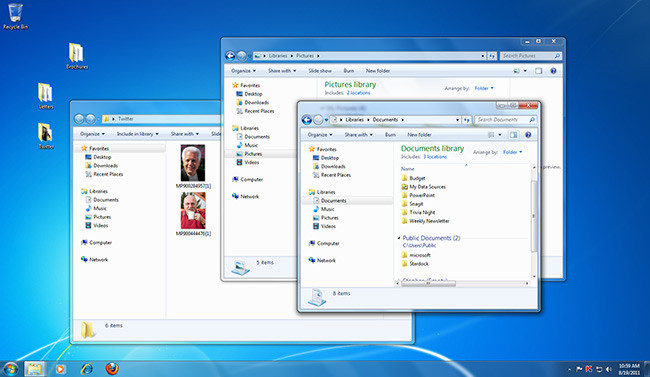 Recycle Bin
Brochures
Letters
Twitter
Libraries ▸ Pictures ▸
Search Pictures
Organize ▾ Share with ▾ Slide show Burn New folder
Favorites
Desktop
Downloads
Recent Places
Libraries
Documents
Music
Pictures
Videos
Computer
Network
Pictures library
Includes: 2 locations
Arrange by: Folder ▾
preview.
5 items
Twitter
Organize ▾ Include in library ▾ Share with ▾ Slide
Favorites
Desktop
Downloads
Recent Places
Libraries
Documents
Music
Pictures
Videos
Computer
Network
MP900284957[1]
MP900444476[1]
6 items
Libraries ▸ Documents ▸
Search Documents
Organize ▾ Share with ▾ Burn New folder
Favorites
Desktop
Downloads
Recent Places
Libraries
Documents
Music
Pictures
Videos
Computer
Network
Documents library
Includes: 3 locations
Arrange by: Folder ▾
Name
Budget
My Data Sources
PowerPoint
Snagit
Trivia Night
Weekly Newsletter
Public Documents (2)
C:\Users\Public
microsoft
Stardock
8 items
10:59 AM
8/19/2011